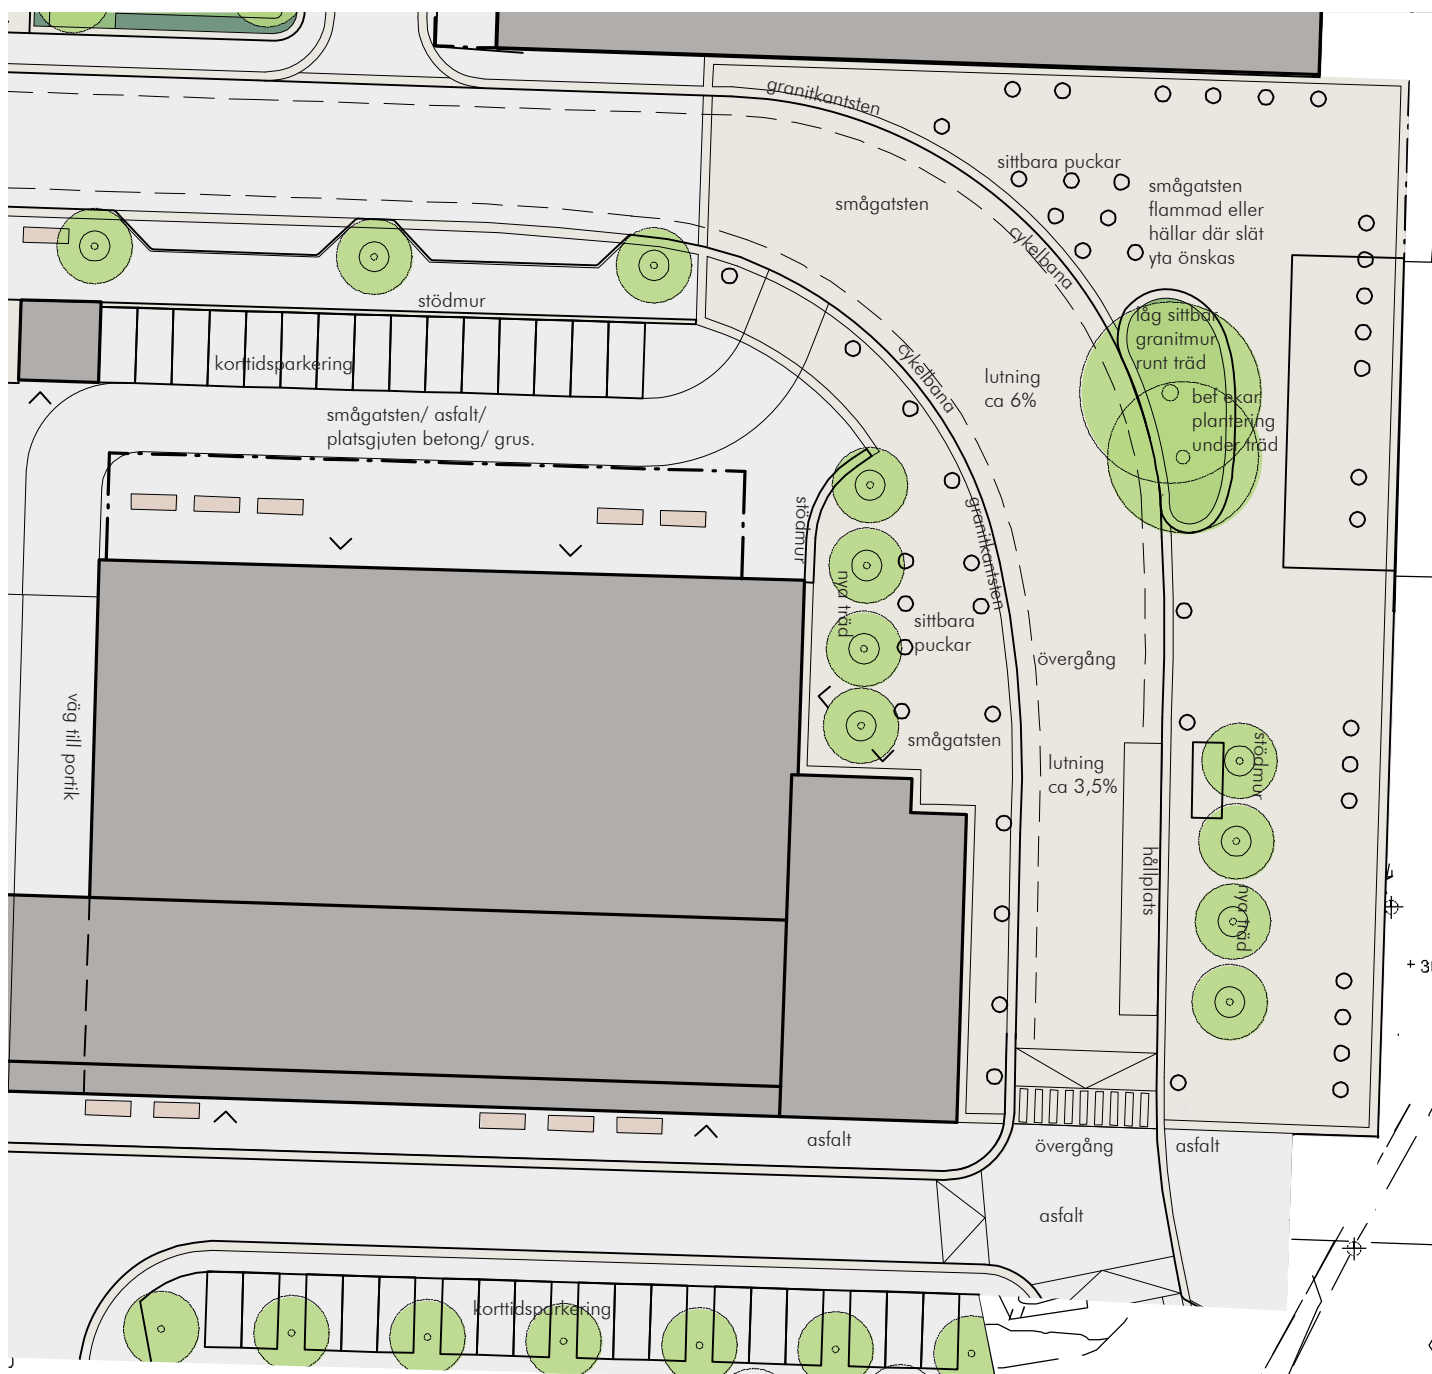 granitkantsten
sittbara puckar
smågatsten
flammad eller
hällar där slät
yta önskas
smågatsten
cykelbana
stödmur
låg sittbar
granitmur
runt träd
korttidsparkering
cykelbana
lutning
ca 6%
bef ekar
plantering
under träd
smågatsten/ asfalt/
platsgjuten betong/ grus.
stödmur
granitkantsten
nya träd
sittbara
puckar
övergång
väg till portik
smågatsten
stödmur
lutning
ca 3,5%
hållplats
nya träd
asfalt
övergång
asfalt
asfalt
korttidsparkering